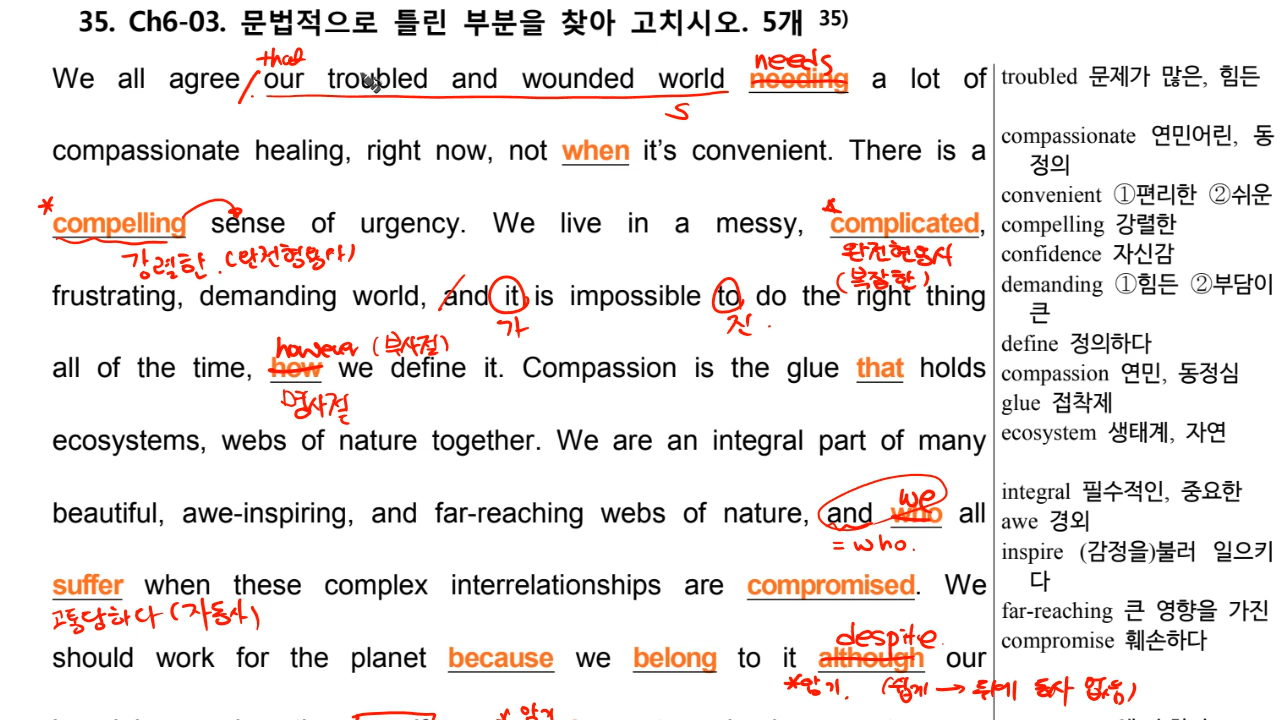 35. Ch6-03. 문법적으로 틀린 부분을 찾아 고치시오. 5개 35)
that needs
We all agree our troubled and wounded world needing a lot of
S
compassionate healing, right now, not when it's convenient. There is a
* compelling sense of urgency. We live in a messy, complicated,
강렬한 (완전형용사) 완전형용사
(복잡한)
frustrating, demanding world, and it is impossible to do the right thing
가 진
however (부사절)
all of the time, how we define it. Compassion is the glue that holds
명사절
ecosystems, webs of nature together. We are an integral part of many
we
beautiful, awe-inspiring, and far-reaching webs of nature, and who all
= who.
suffer when these complex interrelationships are compromised. We
고통당하다 (자동사)
despite
should work for the planet because we belong to it although our
*암기. (쉽게 → 뒤에 동사 없음)
* 암기
troubled 문제가 많은, 힘든
compassionate 연민어린, 동
정의
convenient ①편리한 ②쉬운
compelling 강렬한
confidence 자신감
demanding ①힘든 ②부담이
큰
define 정의하다
compassion 연민, 동정심
glue 접착제
ecosystem 생태계, 자연
integral 필수적인, 중요한
awe 경외
inspire (감정을)불러 일으키
다
far-reaching 큰 영향을 가진
compromise 훼손하다